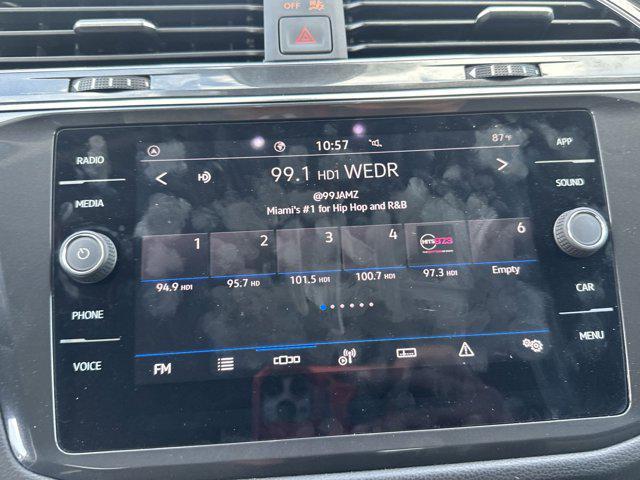 OFF
RADIO
MEDIA
PHONE
VOICE
10:57
87°F
99.1 HD1 WEDR
@99JAMZ
Miami's #1 for Hip Hop and R&B
1
2
3
4
6
HITS 973
94.9 HD1
95.7 HD
101.5 HD1
100.7 HD1
97.3 HD1
Empty
FM
APP
SOUND
CAR
MENU